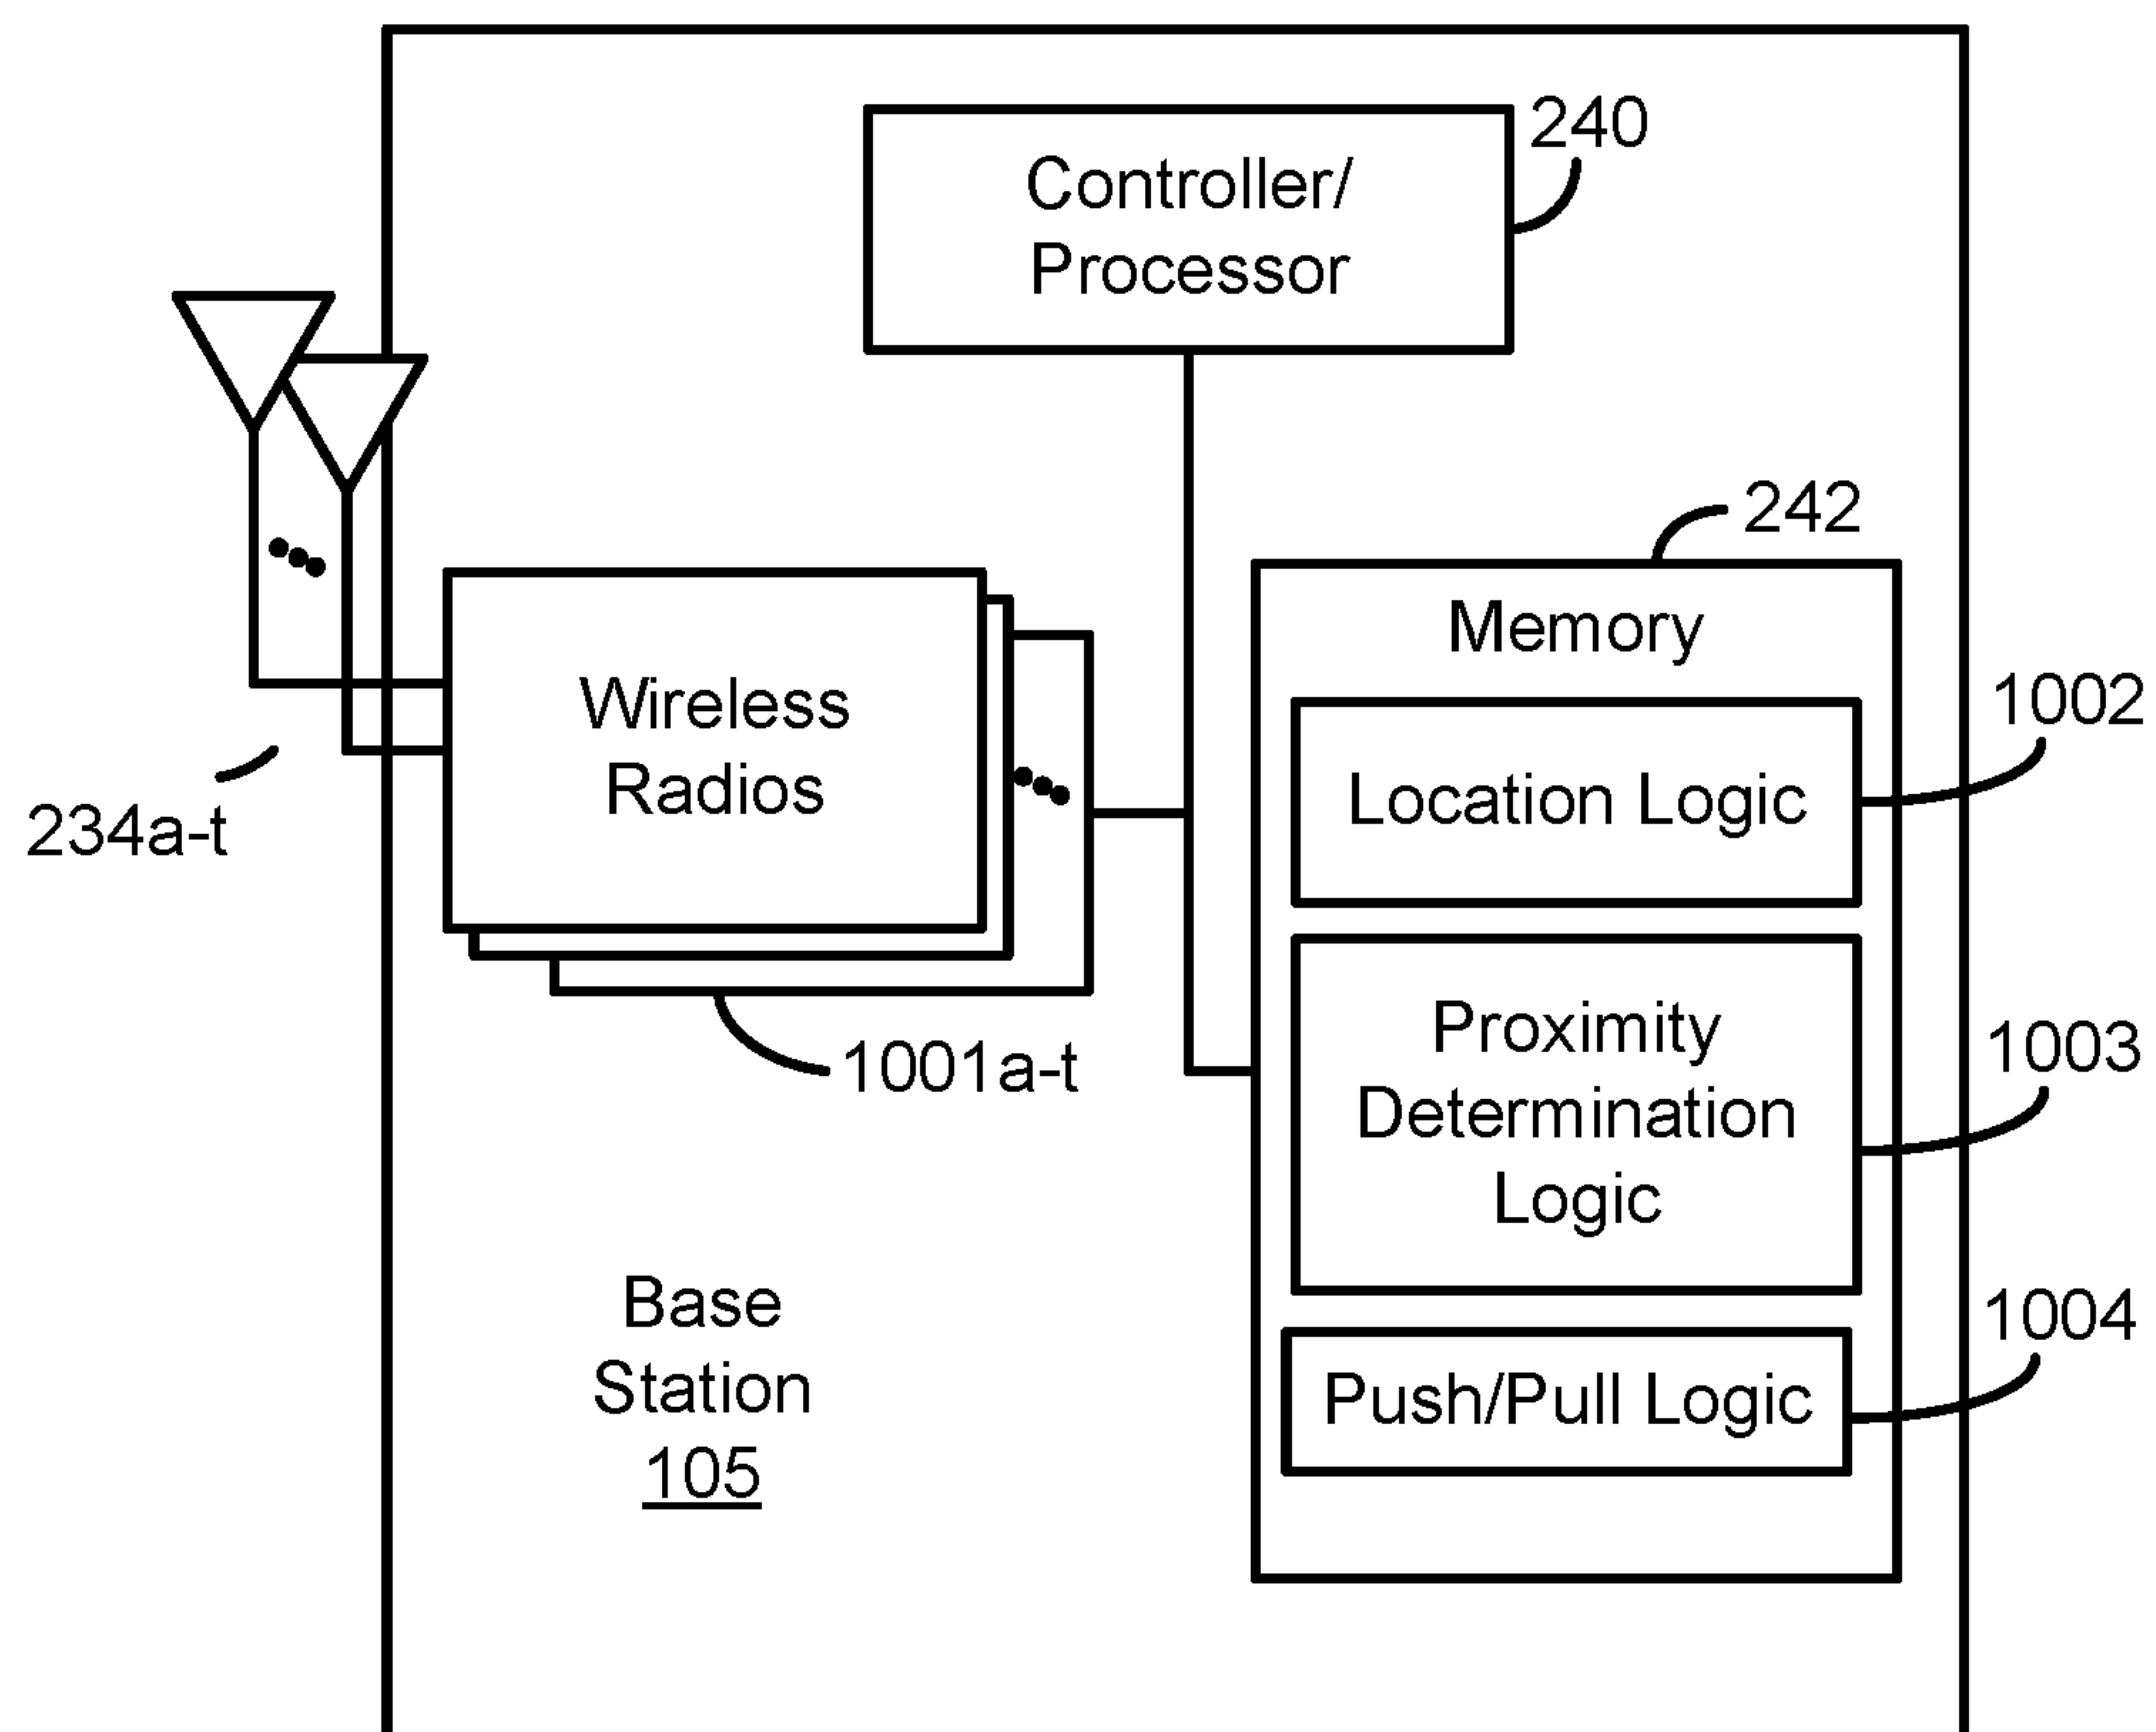 240
Controller/
Processor
242
Memory
1002
Wireless
Radios
Location Logic
234a-t
Proximity
Determination
Logic
1003
1001a-t
Base
Station
105
1004
Push/Pull Logic